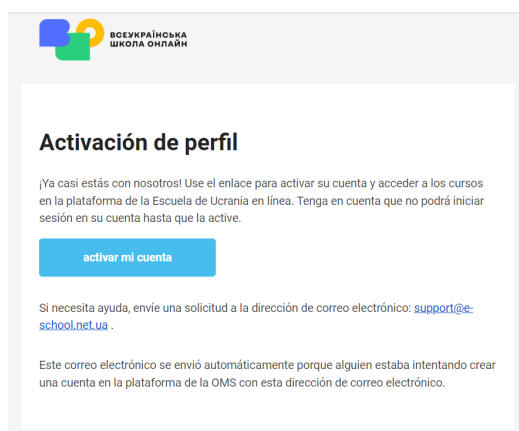 ВСЕУКРАЇНСЬКА
ШКОЛА ОНЛАЙН
Activación de perfil
¡Ya casi estás con nosotros! Use el enlace para activar su cuenta y acceder a los cursos
en la plataforma de la Escuela de Ucrania en línea. Tenga en cuenta que no podrá iniciar
sesión en su cuenta hasta que la active.
activar mi cuenta
Si necesita ayuda, envíe una solicitud a la dirección de correo electrónico: support@e-
school.net.ua .
Este correo electrónico se envió automáticamente porque alguien estaba intentando crear
una cuenta en la plataforma de la OMS con esta dirección de correo electrónico.